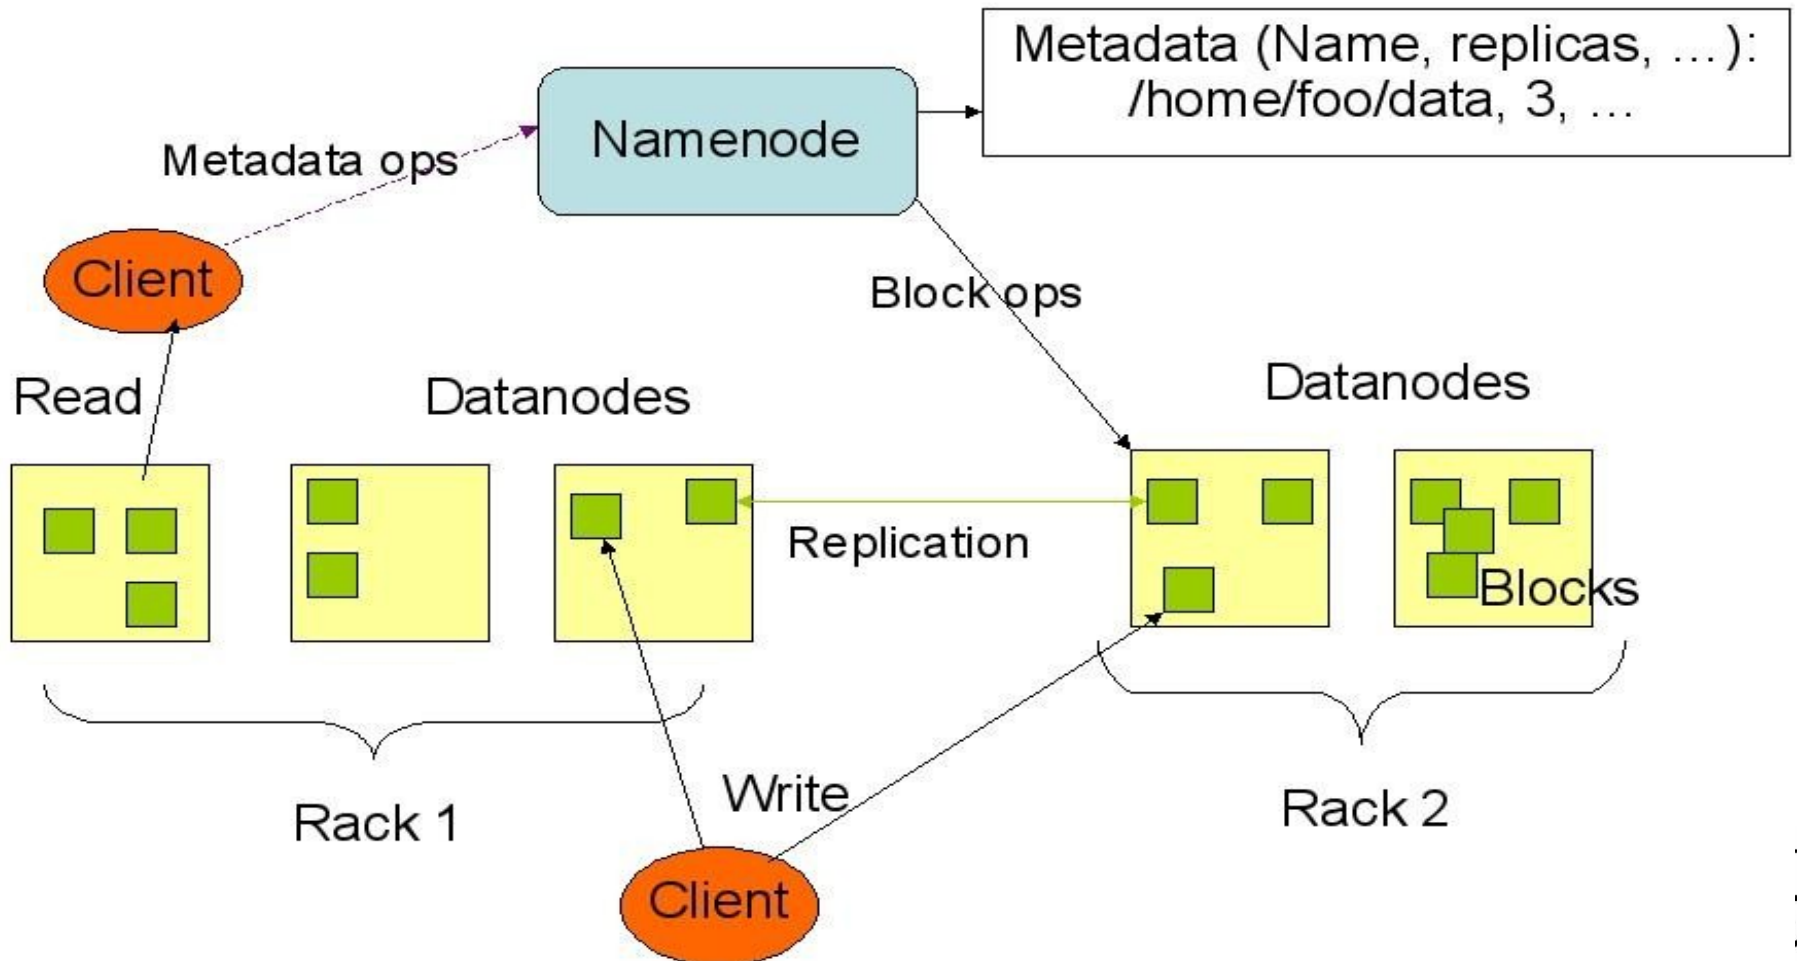 Metadata (Name, replicas, …):
/home/foo/data, 3, …
Namenode
Metadata ops
Client
Block ops
Read
Datanodes
Datanodes
Replication
Blocks
Write
Rack 1
Rack 2
Client